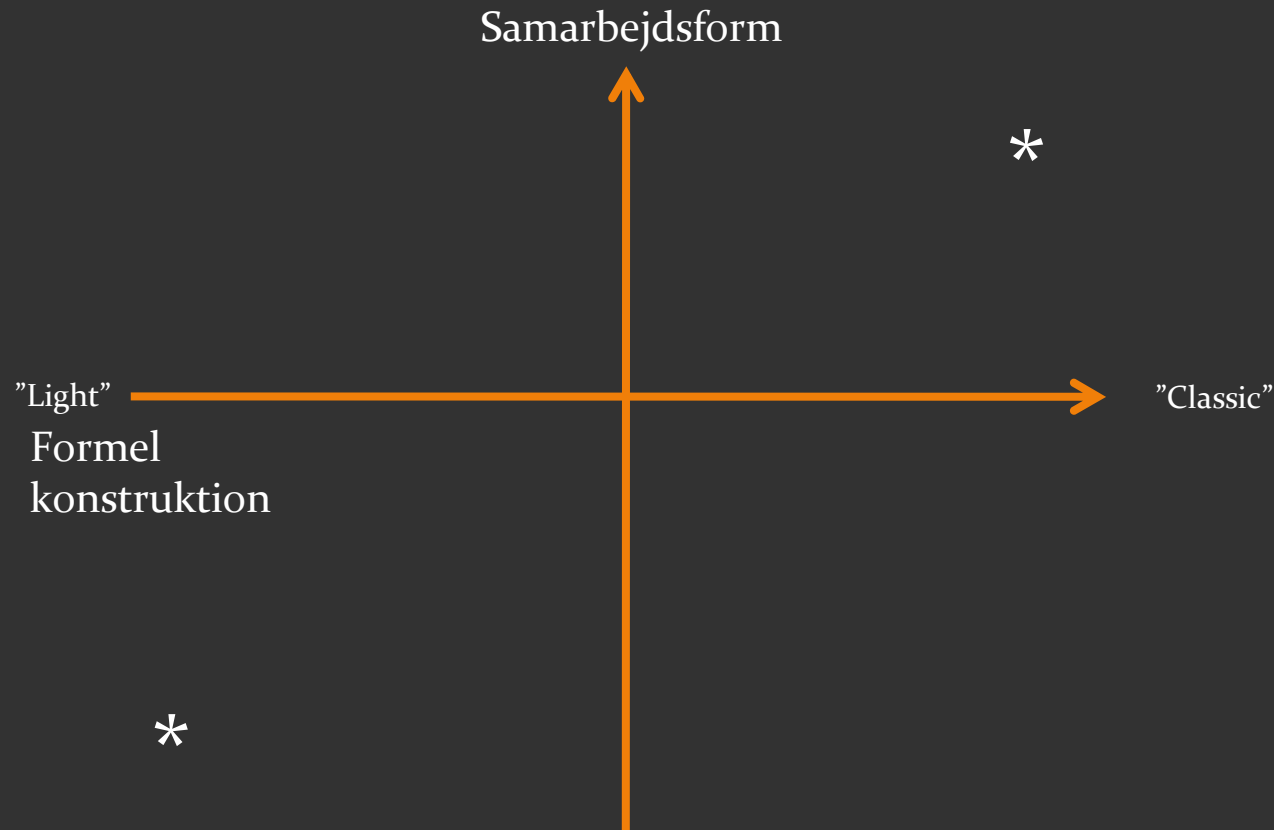 Samarbejdsform
*
”Light”
”Classic”
Formel
konstruktion
*